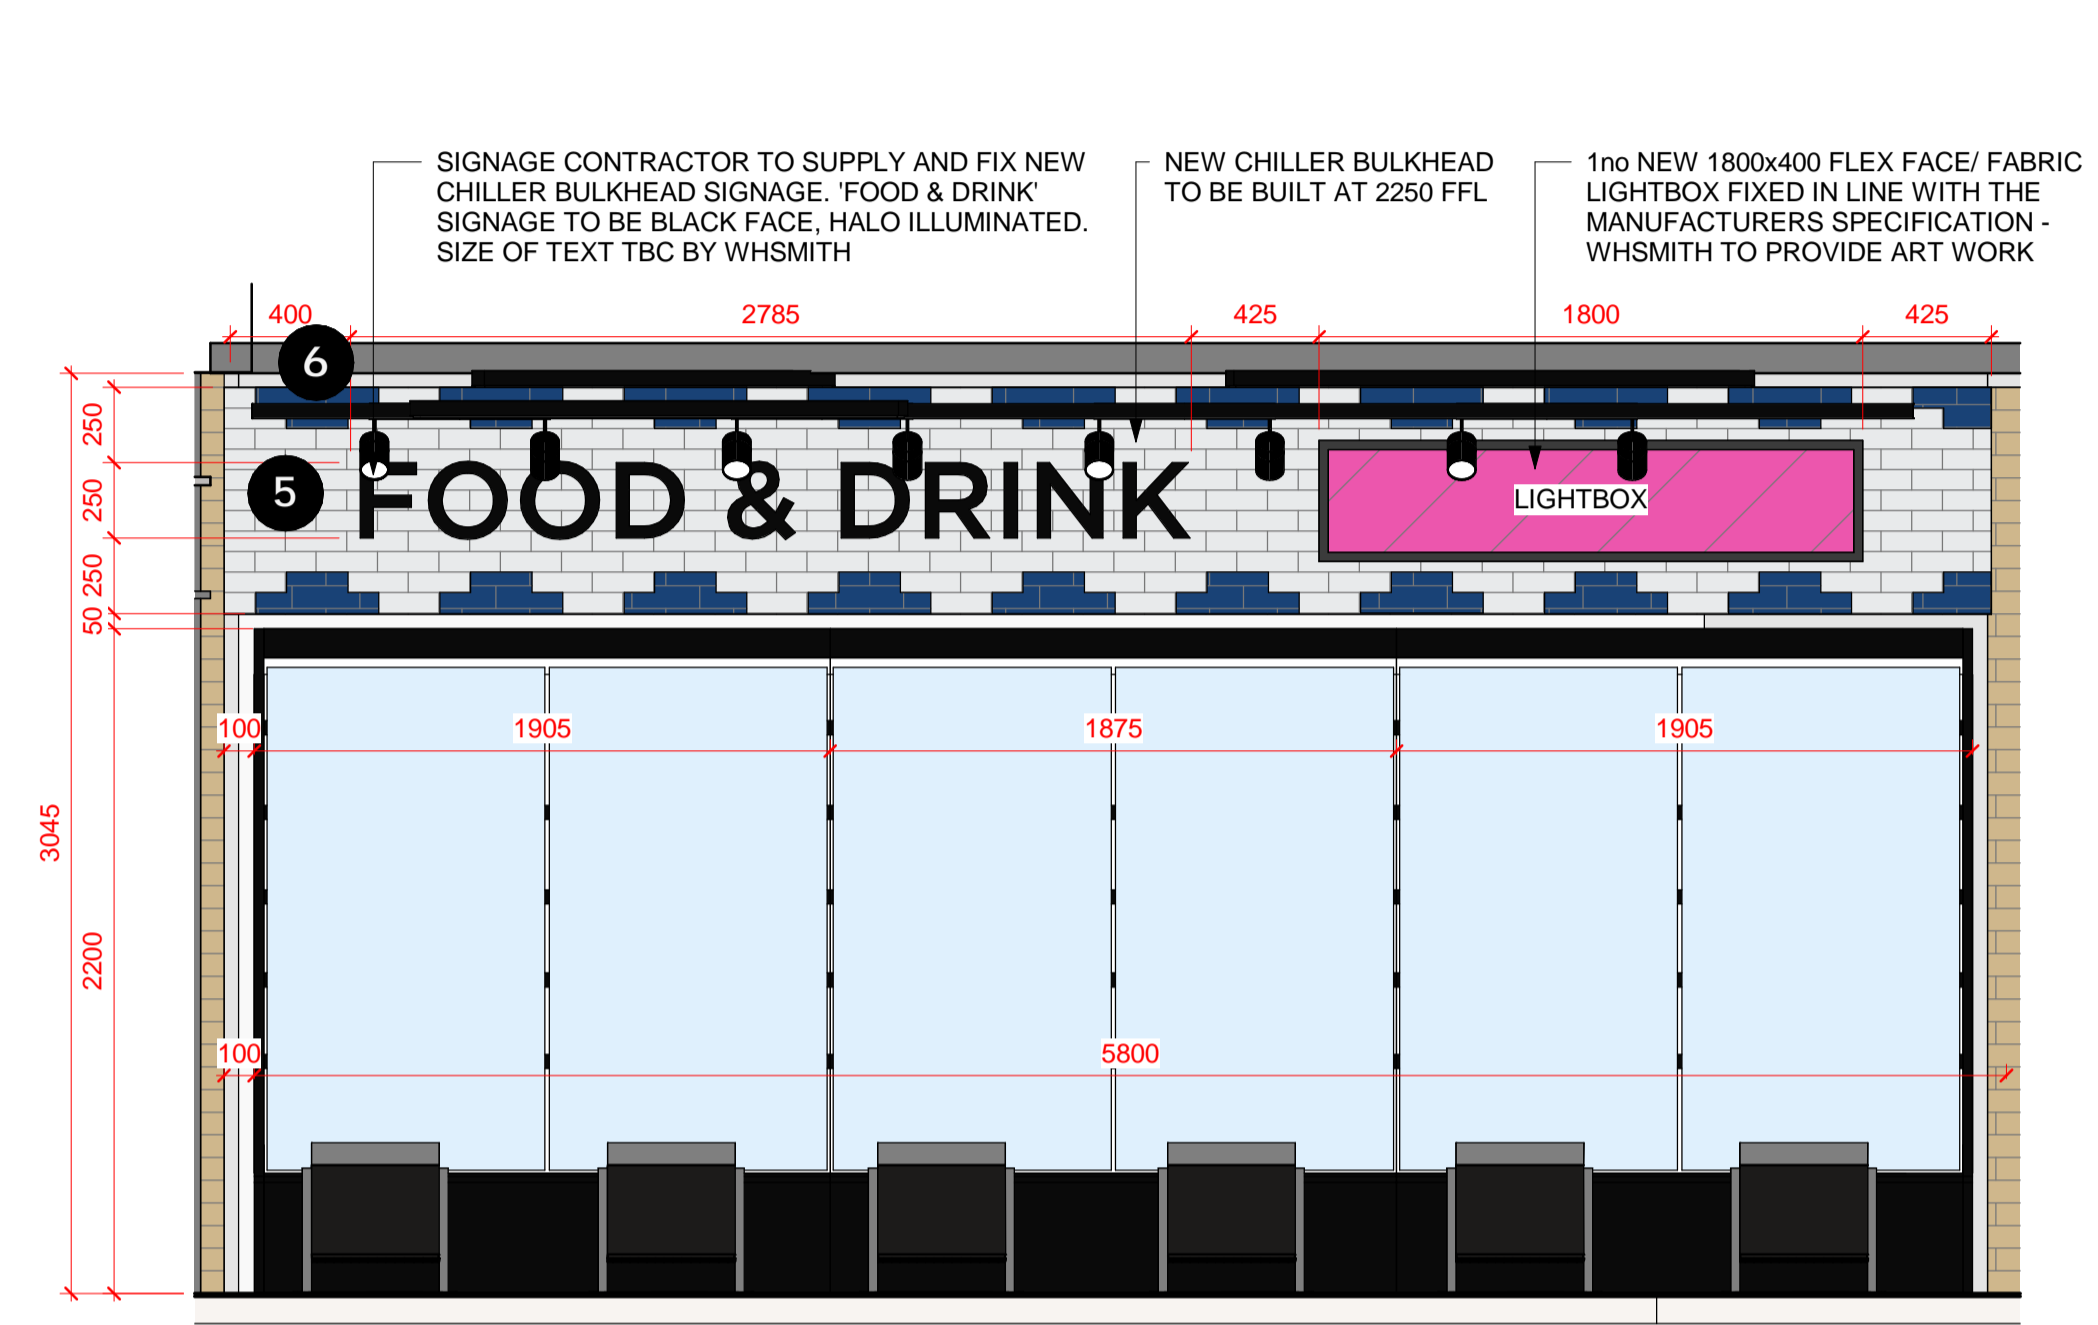 SIGNAGE CONTRACTOR TO SUPPLY AND FIX NEW
CHILLER BULKHEAD SIGNAGE. 'FOOD & DRINK'
SIGNAGE TO BE BLACK FACE, HALO ILLUMINATED.
SIZE OF TEXT TBC BY WHSMITH
NEW CHILLER BULKHEAD
TO BE BUILT AT 2250 FFL
1no NEW 1800x400 FLEX FACE/ FABRIC
LIGHTBOX FIXED IN LINE WITH THE
MANUFACTURERS SPECIFICATION -
WHSMITH TO PROVIDE ART WORK
400
2785
425
1800
425
6
250
250
250
50
5
FOOD & DRINK
LIGHTBOX
100
1905
1875
1905
3045
2200
100
5800